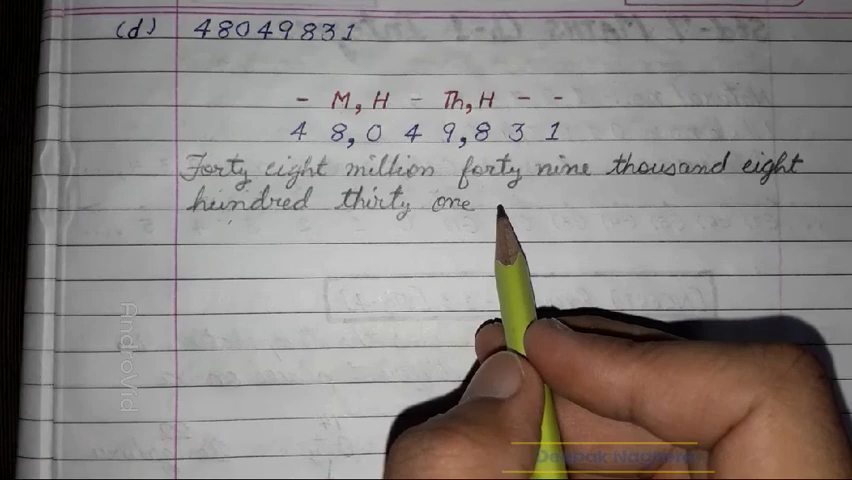 (d) 48049831
- M, H - Th, H - -
4 8, 0 4 9, 8 3 1
Forty eight million forty nine thousand eight
hundred thirty one
AndroVid